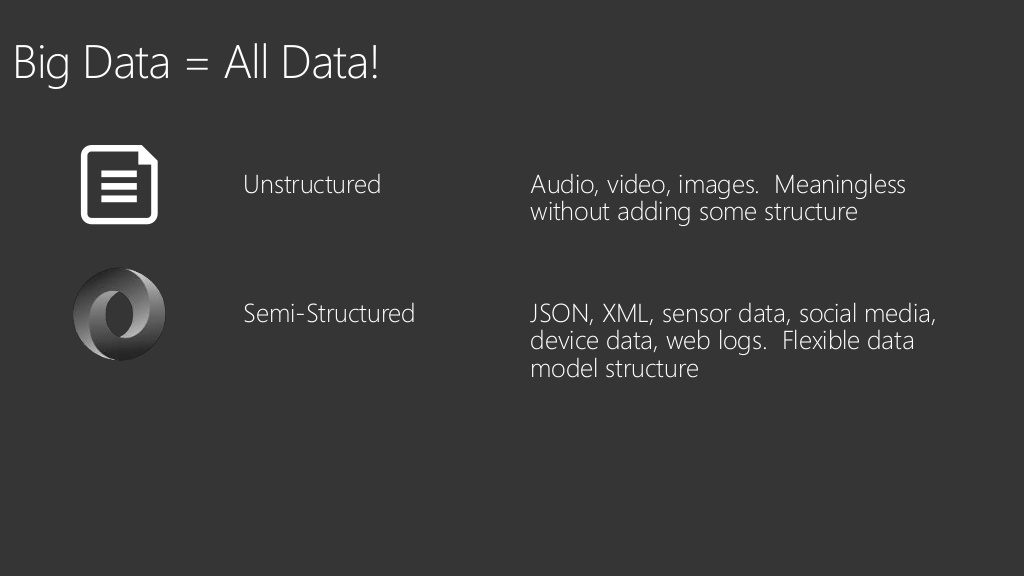 Big Data = All Data!
Unstructured
Audio, video, images.  Meaningless
without adding some structure
Semi-Structured
JSON, XML, sensor data, social media,
device data, web logs.  Flexible data
model structure